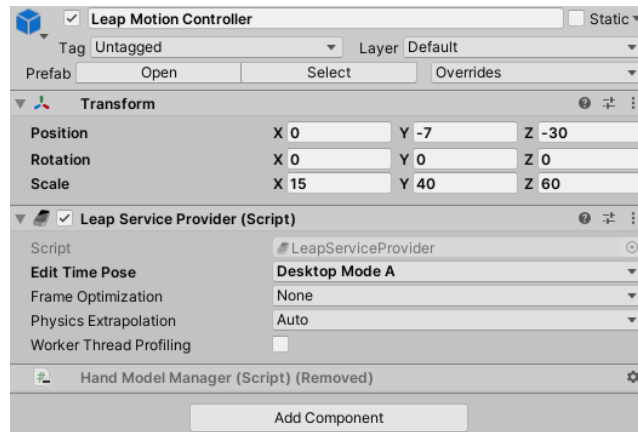 Leap Motion Controller Static
Tag Untagged Layer Default
Prefab Open Select Overrides
Transform
Position X 0 Y -7 Z -30
Rotation X 0 Y 0 Z 0
Scale X 15 Y 40 Z 60
Leap Service Provider (Script)
Script LeapServiceProvider
Edit Time Pose Desktop Mode A
Frame Optimization None
Physics Extrapolation Auto
Worker Thread Profiling
Hand Model Manager (Script) (Removed)
Add Component